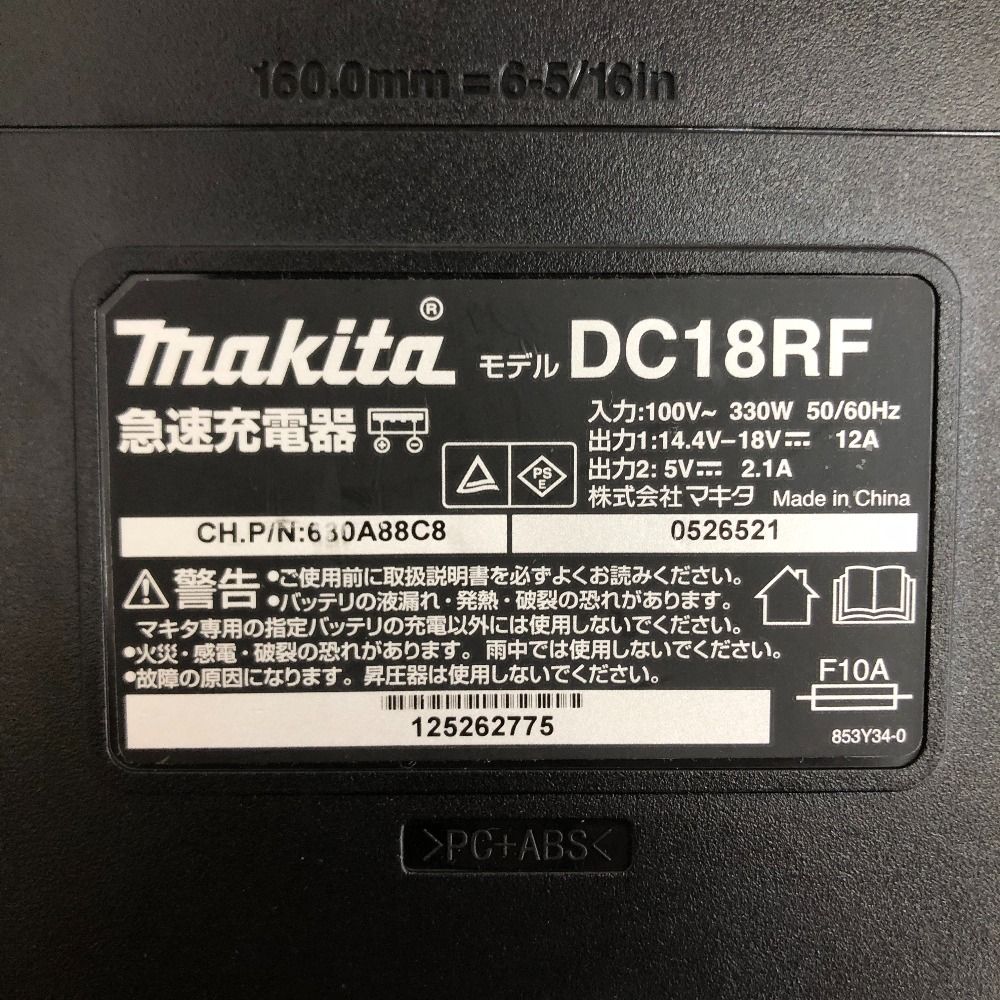 160.0mm = 6-5/16in
makita® モデル DC18RF
急速充電器
入力:100V~ 330W 50/60Hz
出力1:14.4V-18V⎓ 12A
出力2: 5V⎓ 2.1A
PS
E
株式会社マキタ Made in China
CH.P/N:630A88C8 0526521
警告 •ご使用前に取扱説明書を必ずよくお読みください。
•バッテリの液漏れ・発熱・破裂の恐れがあります。
マキタ専用の指定バッテリの充電以外には使用しないでください。
•火災・感電・破裂の恐れがあります。雨中では使用しないでください。
•故障の原因になります。昇圧器は使用しないでください。
F10A
125262775
853Y34-0
>PC+ABS<